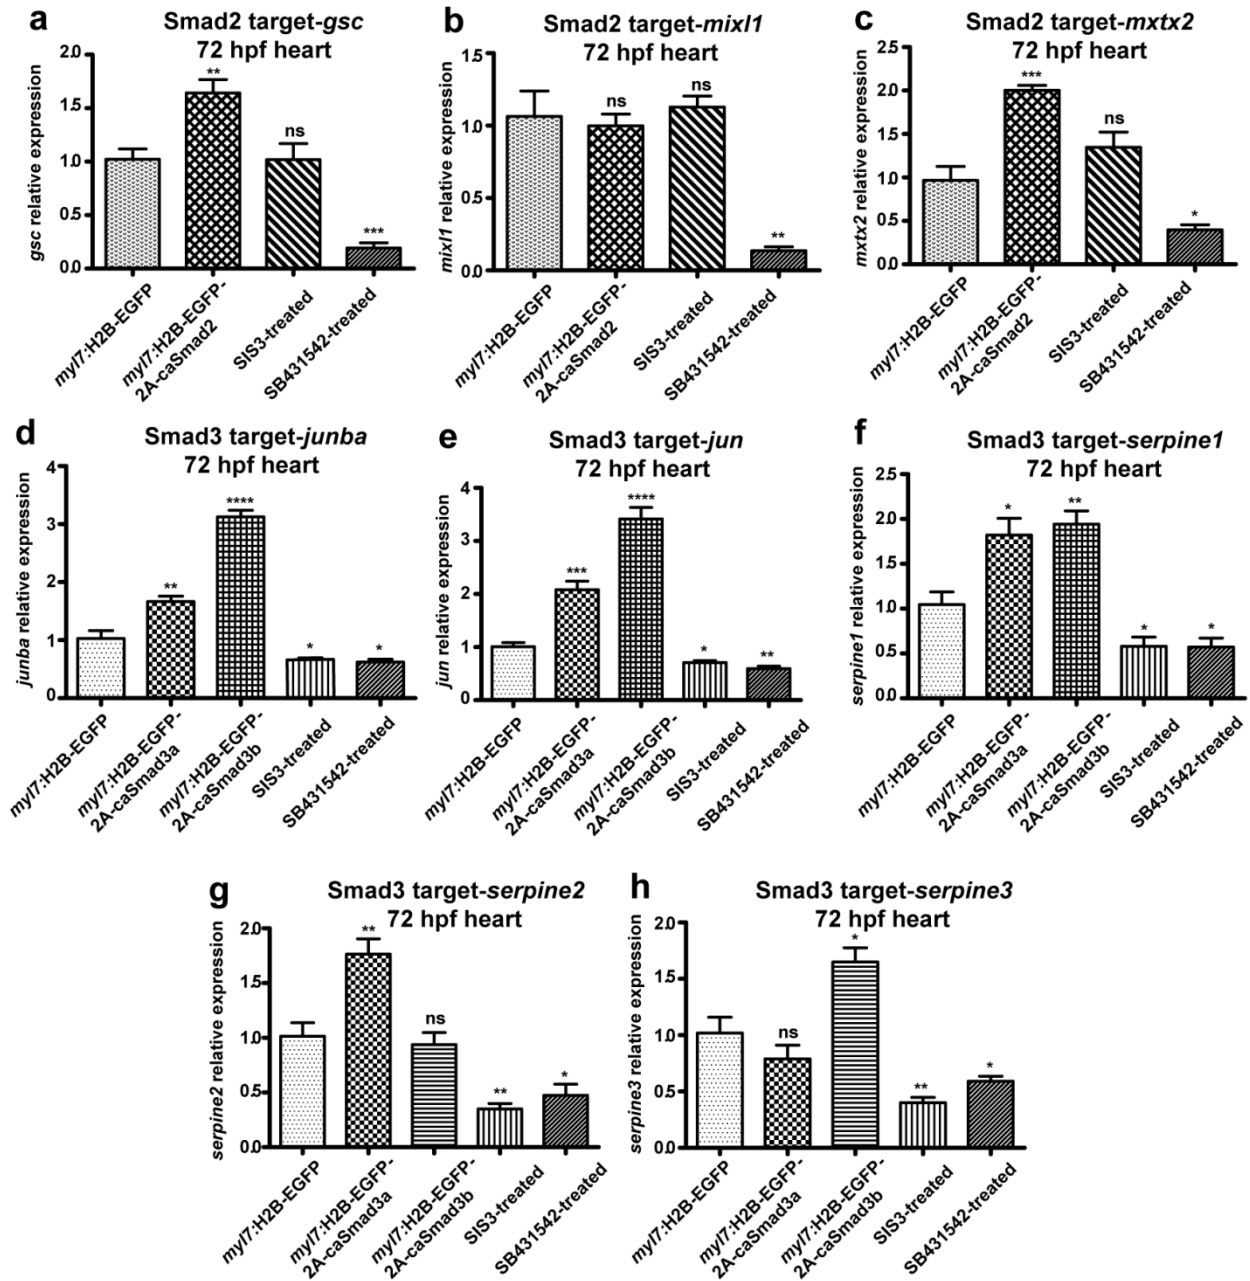 a
Smad2 target-gsc
72 hpf heart
gsc relative expression
2.0
1.5
1.0
0.5
0.0
**
ns
***
myl7:H2B-EGFP
myl7:H2B-EGFP-
2A-caSmad2
SIS3-treated
SB431542-treated
b
Smad2 target-mixl1
72 hpf heart
mixl1 relative expression
1.5
1.0
0.5
0.0
ns
ns
**
myl7:H2B-EGFP
myl7:H2B-EGFP-
2A-caSmad2
SIS3-treated
SB431542-treated
c
Smad2 target-mxtx2
72 hpf heart
mxtx2 relative expression
2.5
2.0
1.5
1.0
0.5
0.0
***
ns
*
myl7:H2B-EGFP
myl7:H2B-EGFP-
2A-caSmad2
SIS3-treated
SB431542-treated
d
Smad3 target-junba
72 hpf heart
junba relative expression
4
3
2
1
0
**
****
*
*
myl7:H2B-EGFP
myl7:H2B-EGFP-
2A-caSmad3a
myl7:H2B-EGFP-
2A-caSmad3b
SIS3-treated
SB431542-treated
e
Smad3 target-jun
72 hpf heart
jun relative expression
4
3
2
1
0
***
****
*
**
myl7:H2B-EGFP
myl7:H2B-EGFP-
2A-caSmad3a
myl7:H2B-EGFP-
2A-caSmad3b
SIS3-treated
SB431542-treated
f
Smad3 target-serpine1
72 hpf heart
serpine1 relative expression
2.5
2.0
1.5
1.0
0.5
0.0
*
**
*
*
myl7:H2B-EGFP
myl7:H2B-EGFP-
2A-caSmad3a
myl7:H2B-EGFP-
2A-caSmad3b
SIS3-treated
SB431542-treated
g
Smad3 target-serpine2
72 hpf heart
serpine2 relative expression
2.0
1.5
1.0
0.5
0.0
**
ns
**
*
myl7:H2B-EGFP
myl7:H2B-EGFP-
2A-caSmad3a
myl7:H2B-EGFP-
2A-caSmad3b
SIS3-treated
SB431542-treated
h
Smad3 target-serpine3
72 hpf heart
serpine3 relative expression
2.0
1.5
1.0
0.5
0.0
ns
*
**
*
myl7:H2B-EGFP
myl7:H2B-EGFP-
2A-caSmad3a
myl7:H2B-EGFP-
2A-caSmad3b
SIS3-treated
SB431542-treated